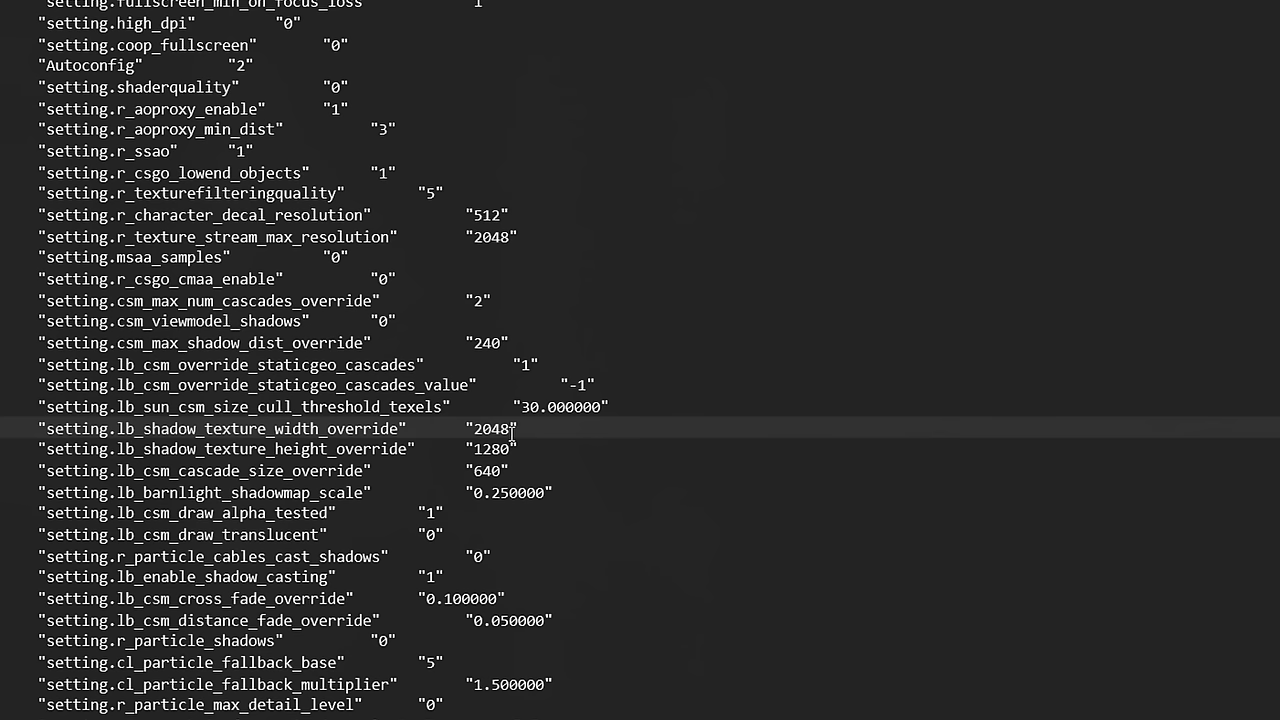 "setting.fullscreen_min_on_focus_loss" "1"
"setting.high_dpi" "0"
"setting.coop_fullscreen" "0"
"Autoconfig" "2"
"setting.shaderquality" "0"
"setting.r_aoproxy_enable" "1"
"setting.r_aoproxy_min_dist" "3"
"setting.r_ssao" "1"
"setting.r_csgo_lowend_objects" "1"
"setting.r_texturefilteringquality" "5"
"setting.r_character_decal_resolution" "512"
"setting.r_texture_stream_max_resolution" "2048"
"setting.msaa_samples" "0"
"setting.r_csgo_cmaa_enable" "0"
"setting.csm_max_num_cascades_override" "2"
"setting.csm_viewmodel_shadows" "0"
"setting.csm_max_shadow_dist_override" "240"
"setting.lb_csm_override_staticgeo_cascades" "1"
"setting.lb_csm_override_staticgeo_cascades_value" "-1"
"setting.lb_sun_csm_size_cull_threshold_texels" "30.000000"
"setting.lb_shadow_texture_width_override" "2048"
"setting.lb_shadow_texture_height_override" "1280"
"setting.lb_csm_cascade_size_override" "640"
"setting.lb_barnlight_shadowmap_scale" "0.250000"
"setting.lb_csm_draw_alpha_tested" "1"
"setting.lb_csm_draw_translucent" "0"
"setting.r_particle_cables_cast_shadows" "0"
"setting.lb_enable_shadow_casting" "1"
"setting.lb_csm_cross_fade_override" "0.100000"
"setting.lb_csm_distance_fade_override" "0.050000"
"setting.r_particle_shadows" "0"
"setting.cl_particle_fallback_base" "5"
"setting.cl_particle_fallback_multiplier" "1.500000"
"setting.r_particle_max_detail_level" "0"